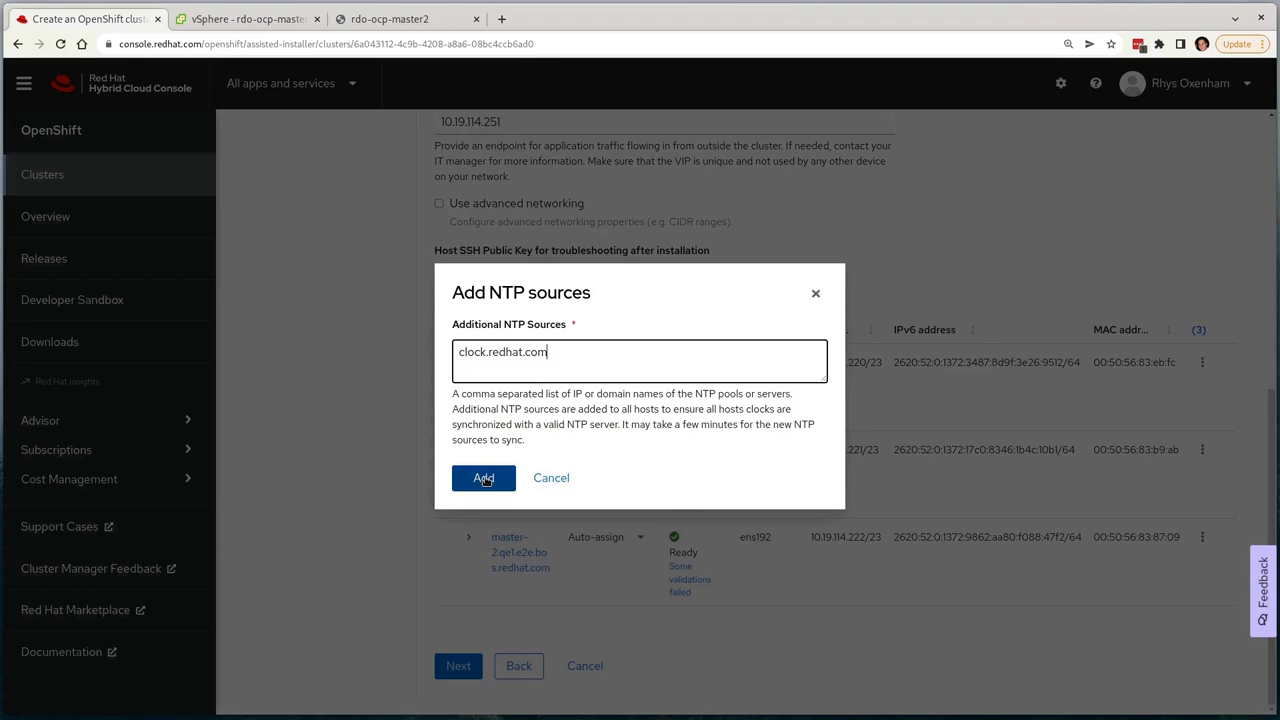 Create an OpenShift clust
vSphere - rdo-ocp-maste
rdo-ocp-master2
console.redhat.com/openshift/assisted-installer/clusters/6a043112-4c9b-4208-a8a6-08bc4ccb6ad0
Update
Red Hat
Hybrid Cloud Console
All apps and services
Rhys Oxenham
OpenShift
Clusters
Overview
Releases
Developer Sandbox
Downloads
Red Hat Insights
Advisor
Subscriptions
Cost Management
Support Cases
Cluster Manager Feedback
Red Hat Marketplace
Documentation
10.19.114.251
Provide an endpoint for application traffic flowing in from outside the cluster. If needed, contact your
IT manager for more information. Make sure that the VIP is unique and not used by any other device
on your network.
Use advanced networking
Configure advanced networking properties (e.g. CIDR ranges).
Host SSH Public Key for troubleshooting after installation
Add NTP sources
Additional NTP Sources *
clock.redhat.com
A comma separated list of IP or domain names of the NTP pools or servers.
Additional NTP sources are added to all hosts to ensure all hosts clocks are
synchronized with a valid NTP server. It may take a few minutes for the new NTP
sources to sync.
Add
Cancel
IPv6 address
MAC addr...
(3)
.220/23
2620:52:0:1372:3487:8d9f:3e26:9512/64
00:50:56:83:eb:fc
.221/23
2620:52:0:1372:17c0:8346:1b4c:10b1/64
00:50:56:83:b9:ab
master-
2.qe1.e2e.bo
s.redhat.com
Auto-assign
Ready
Some
validations
failed
ens192
10.19.114.222/23
2620:52:0:1372:9862:aa80:f088:47f2/64
00:50:56:83:87:09
Next
Back
Cancel
Feedback